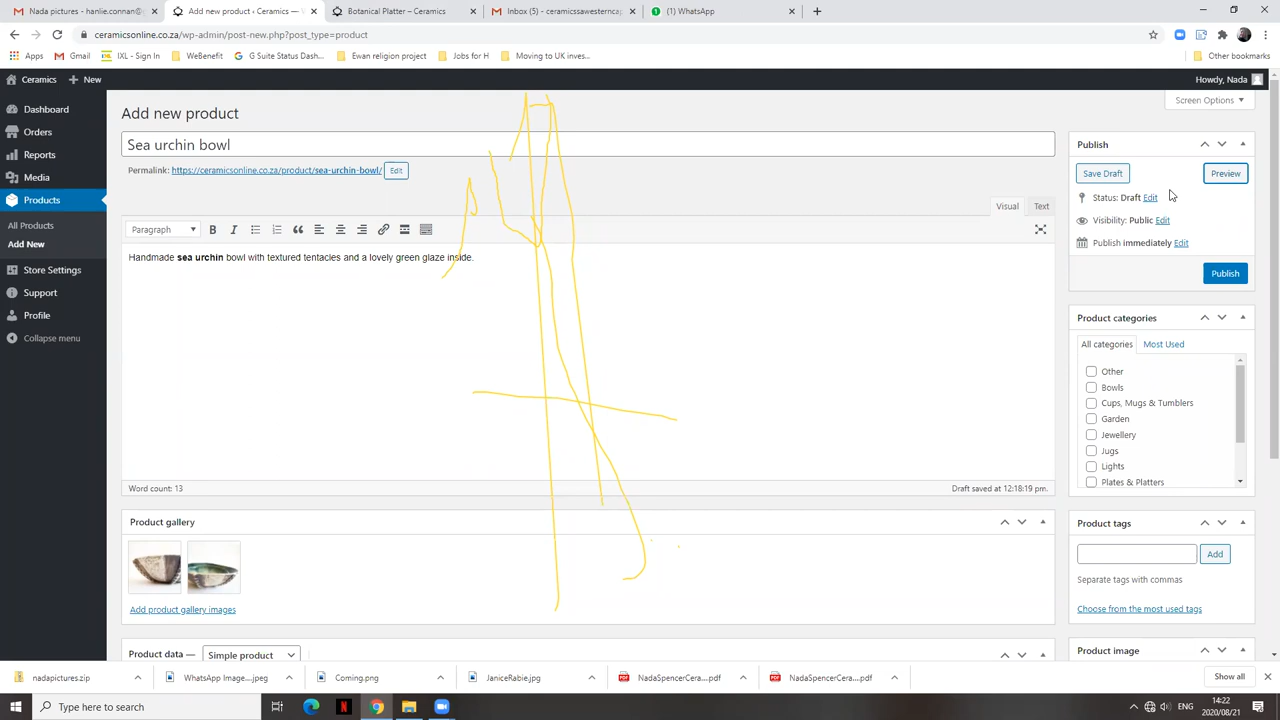 Nada pictures - hanlie.connan@g
Add new product ‹ Ceramics —
Botanical Platter – Ceramics
Inbox (5) - ceramicssawesterncap
(1) WhatsApp
ceramicsonline.co.za/wp-admin/post-new.php?post_type=product
Apps
Gmail
IXL - Sign In
WeBenefit
G Suite Status Dash...
Ewan religion project
Jobs for H
Moving to UK inves...
Other bookmarks
Ceramics
New
Howdy, Nada
Dashboard
Orders
Reports
Media
Products
All Products
Add New
Store Settings
Support
Profile
Collapse menu
Screen Options
Add new product
Sea urchin bowl
Permalink: https://ceramicsonline.co.za/product/sea-urchin-bowl/ Edit
Visual
Text
Paragraph
B
I
Handmade sea urchin bowl with textured tentacles and a lovely green glaze inside.
Word count: 13
Draft saved at 12:18:19 pm.
Product gallery
Add product gallery images
Product data —
Simple product
Publish
Save Draft
Preview
Status: Draft Edit
Visibility: Public Edit
Publish immediately Edit
Publish
Product categories
All categories
Most Used
Other
Bowls
Cups, Mugs & Tumblers
Garden
Jewellery
Jugs
Lights
Plates & Platters
Product tags
Add
Separate tags with commas
Choose from the most used tags
Product image
nadapictures.zip
WhatsApp Image....jpeg
Coming.png
JaniceRabie.jpg
NadaSpencerCera....pdf
NadaSpencerCera....pdf
Show all
Type here to search
ENG
14:22
2020/08/21